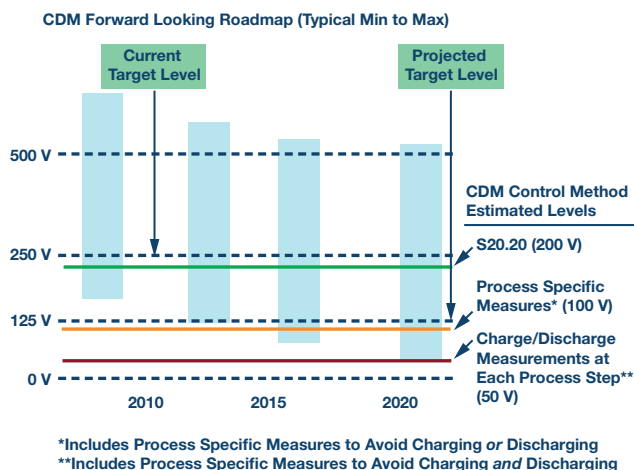 CDM Forward Looking Roadmap (Typical Min to Max)
Current
Target Level
Projected
Target Level
500 V
250 V
125 V
0 V
CDM Control Method
Estimated Levels
S20.20 (200 V)
Process Specific
Measures* (100 V)
Charge/Discharge
Measurements at
Each Process Step**
(50 V)
2010
2015
2020
*Includes Process Specific Measures to Avoid Charging or Discharging
**Includes Process Specific Measures to Avoid Charging and Discharging